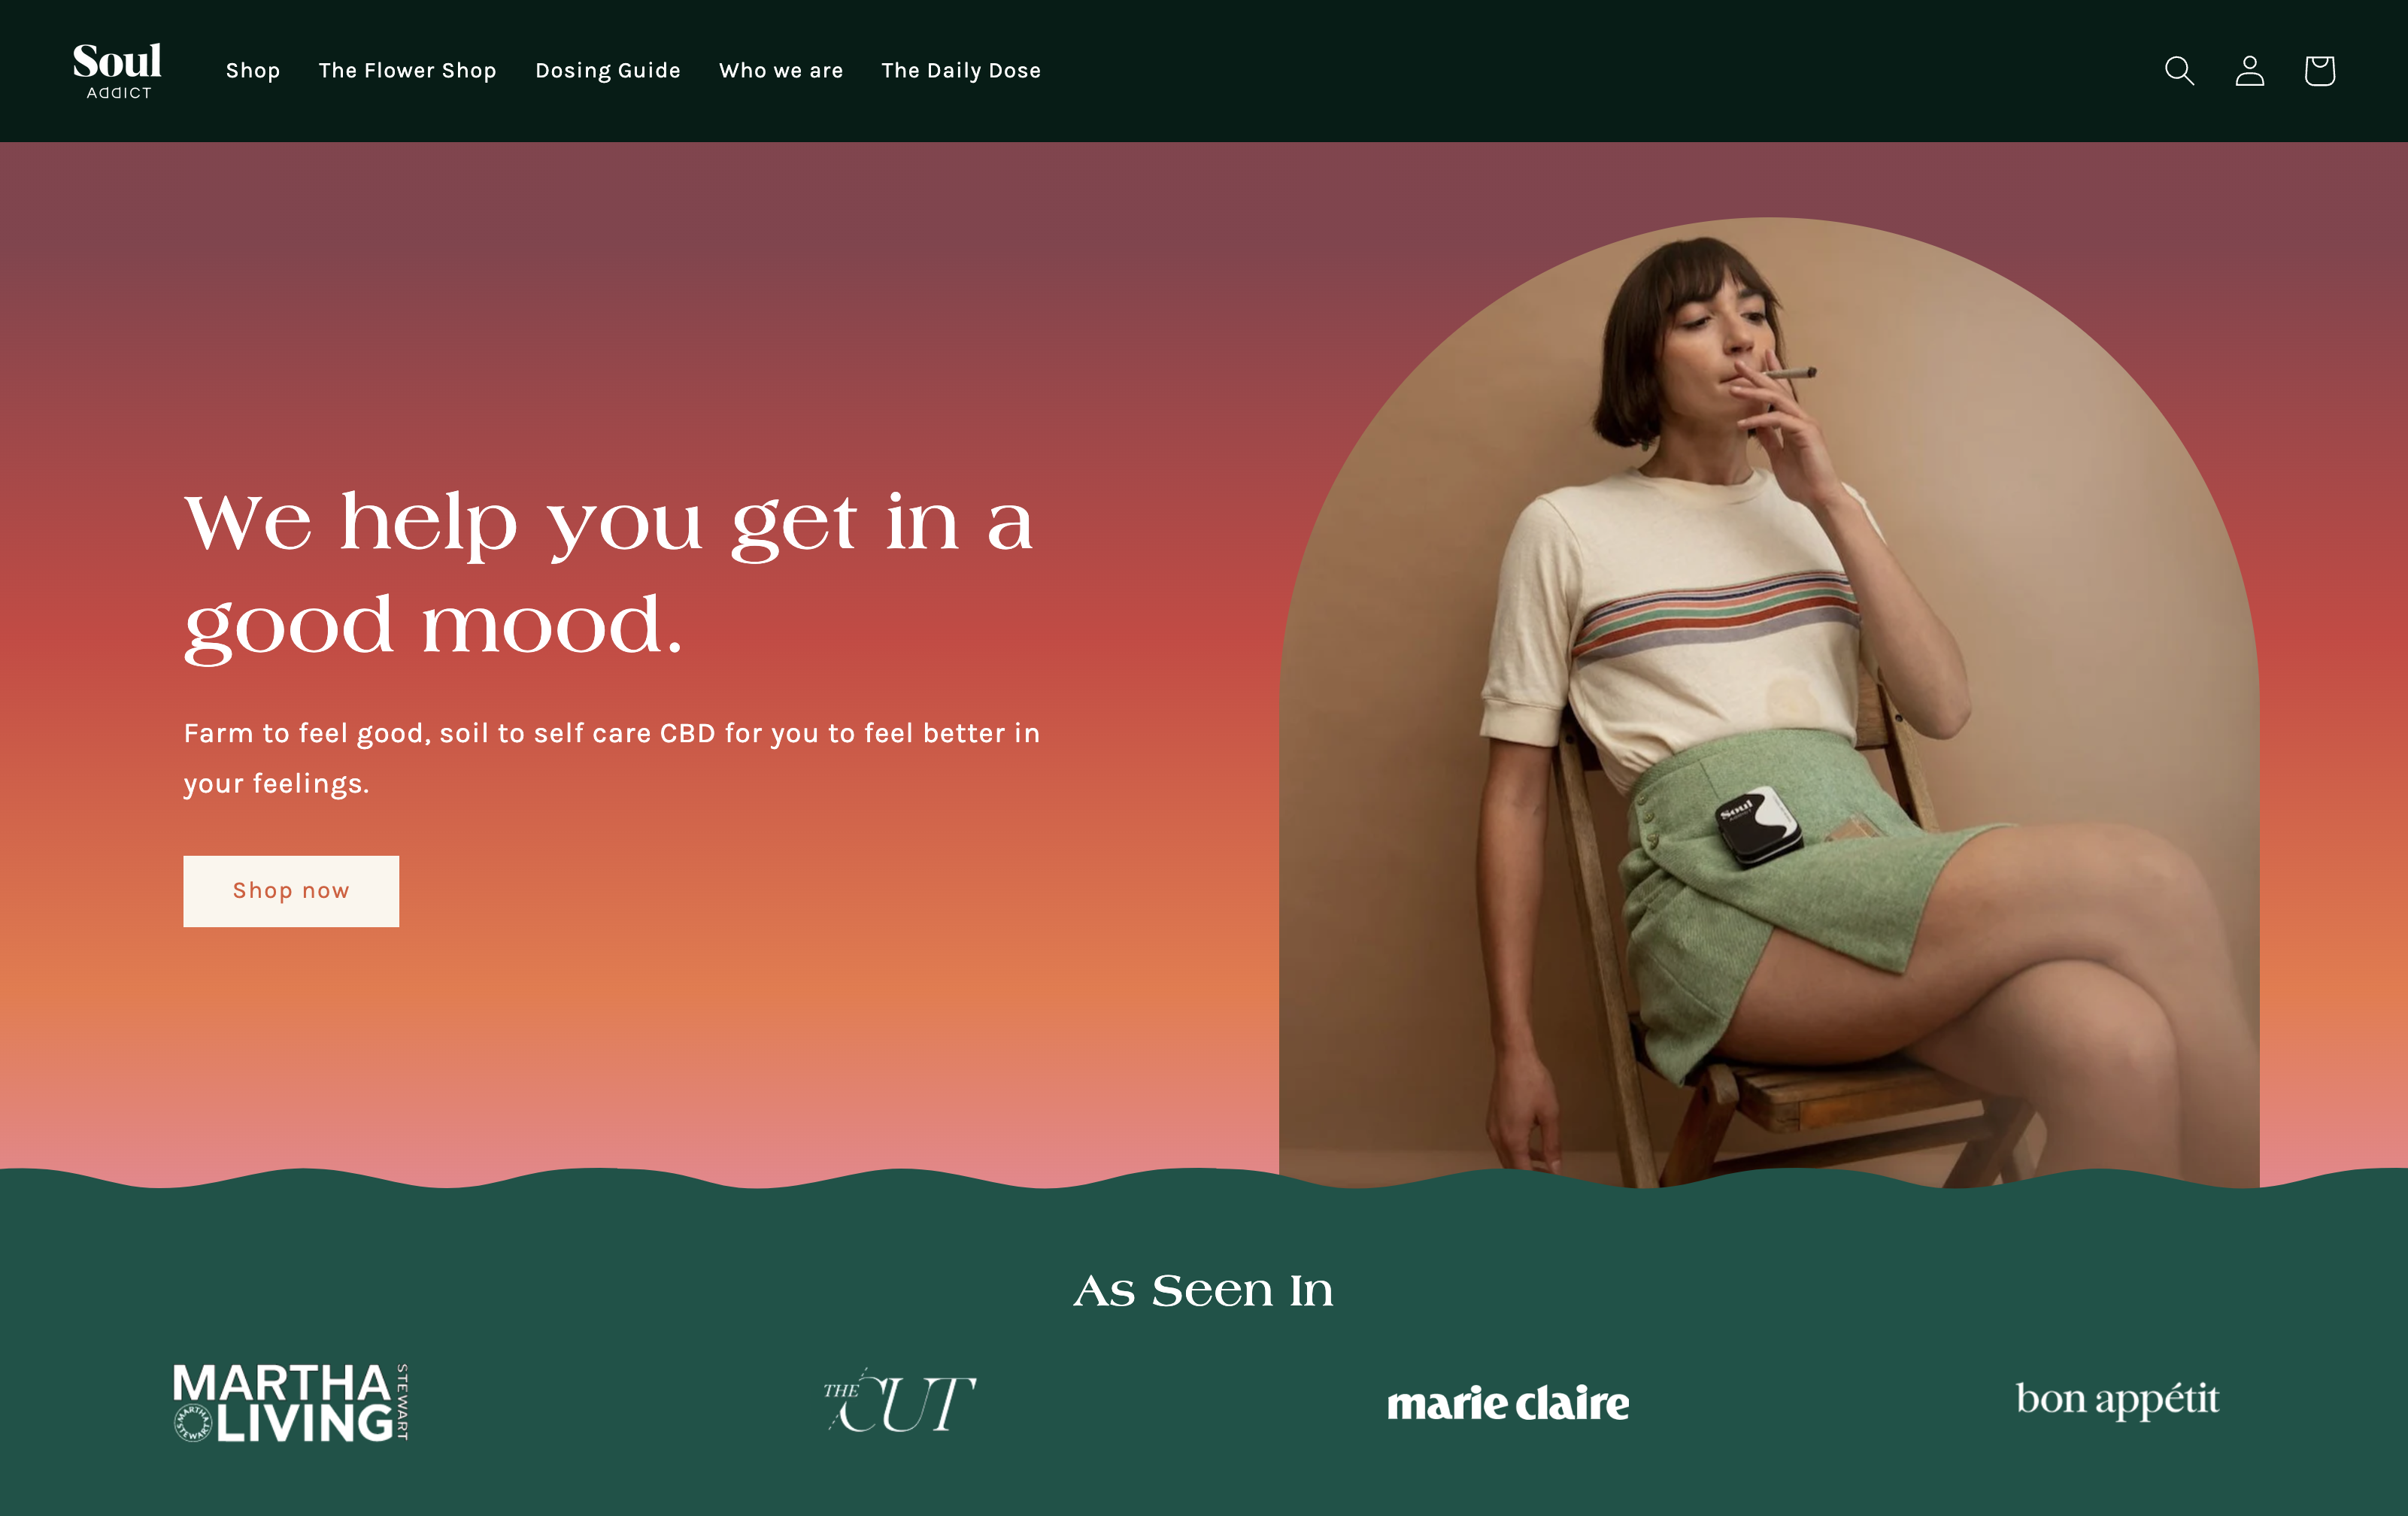 Soul
ADDICT
Shop
The Flower Shop
Dosing Guide
Who we are
The Daily Dose
We help you get in a
good mood.
Farm to feel good, soil to self care CBD for you to feel better in
your feelings.
Shop now
Soul
As Seen In
MARTHA
STEWART
LIVING
MARTHA
STEWART
THE CUT
marie claire
bon appétit